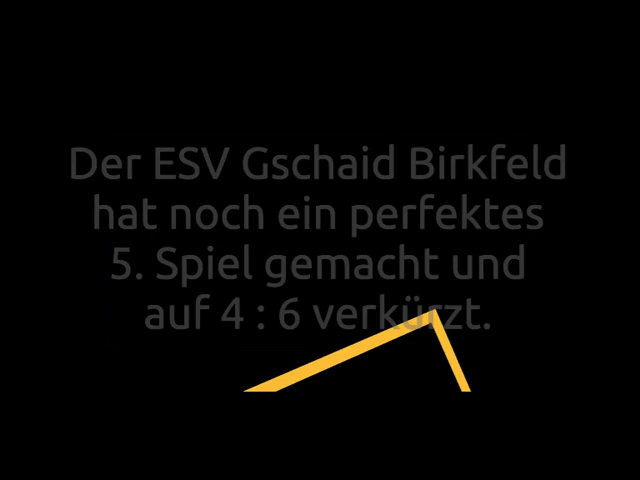 Der ESV Gschaid Birkfeld
hat noch ein perfektes
5. Spiel gemacht und
auf 4 : 6 verkürzt.